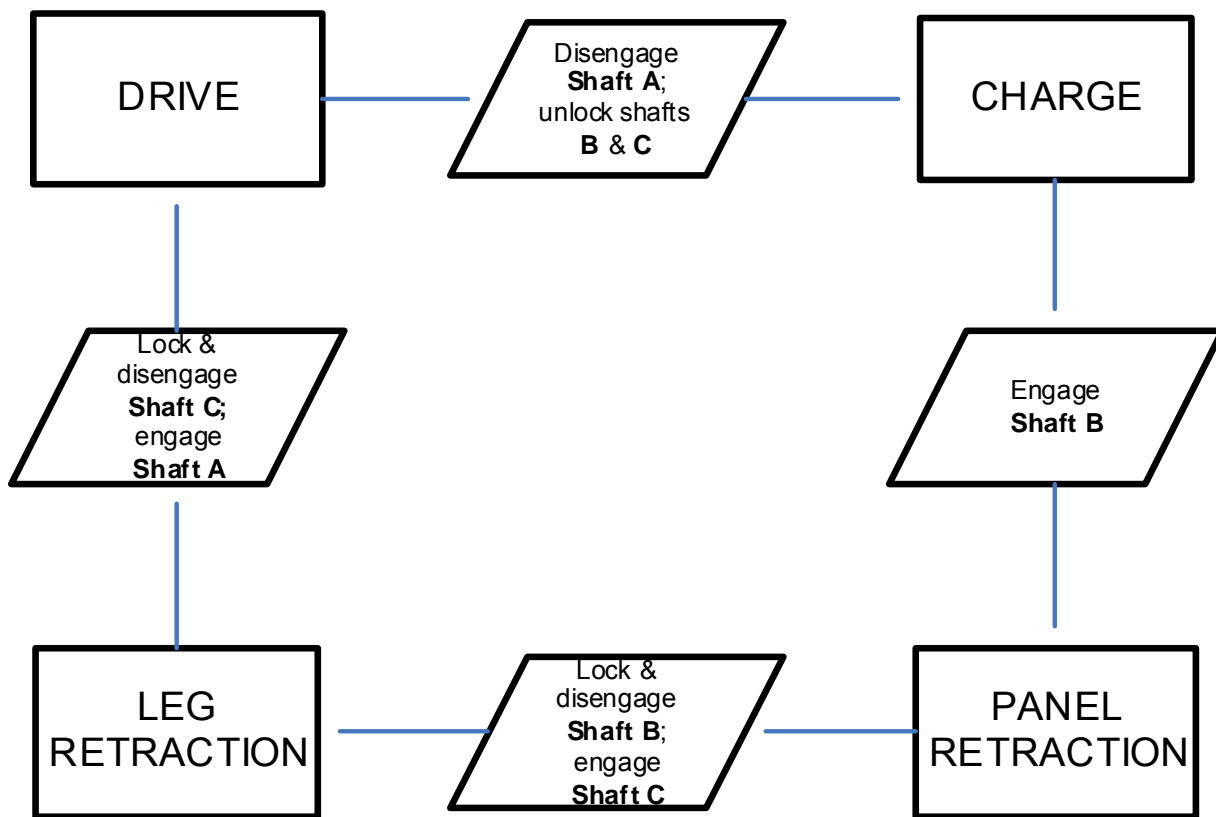 DRIVE
Disengage
Shaft A;
unlock shafts
B & C
CHARGE
Lock &
disengage
Shaft C;
engage
Shaft A
Engage
Shaft B
LEG
RETRACTION
Lock &
disengage
Shaft B;
engage
Shaft C
PANEL
RETRACTION